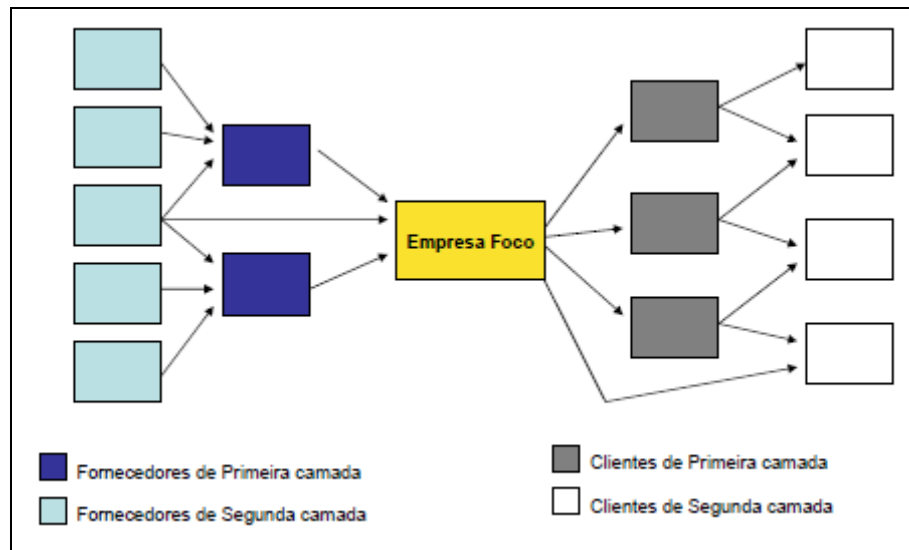 Empresa Foco
Fornecedores de Primeira camada
Fornecedores de Segunda camada
Clientes de Primeira camada
Clientes de Segunda camada